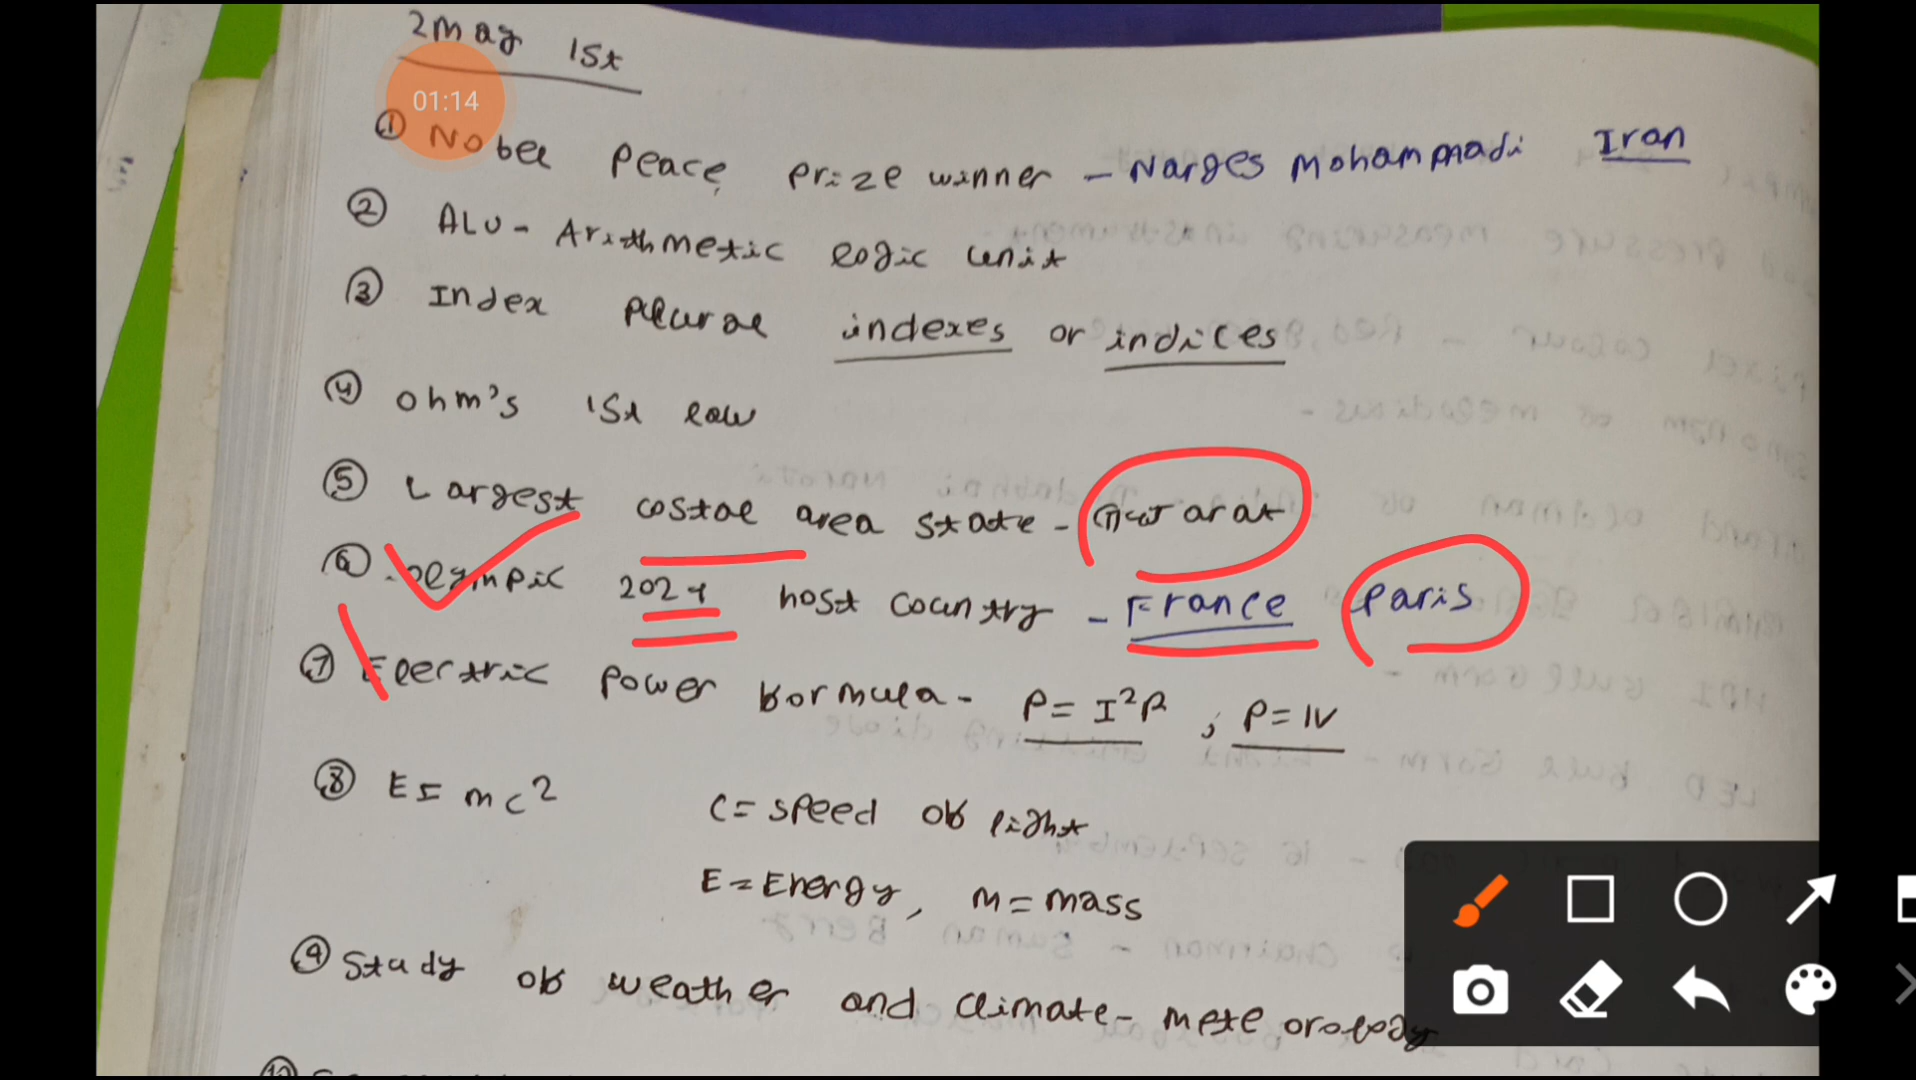 2 may 1st
01:14
① Nobel peace prize winner - Narges Mohammadi Iran
② ALU - Arithmetic logic unit
③ Index plural indexes or indices
④ ohm's 1st law
⑤ Largest costal area state - Gujarat
⑥ Olympic 2024 host country - France Paris
⑦ Electric power formula - P = I²R ; P = IV
⑧ E = mc² C = speed of light
E = Energy, m = mass
⑨ Study of weather and climate - meteorology